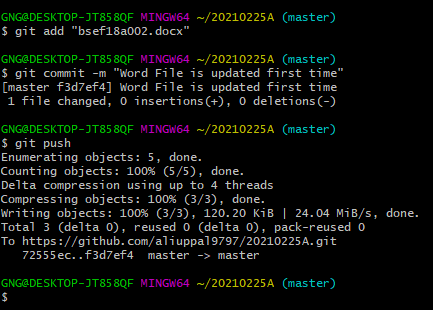 GNG@DESKTOP-JT858QF MINGW64 ~/20210225A (master)
$ git add "bsef18a002.docx"
GNG@DESKTOP-JT858QF MINGW64 ~/20210225A (master)
$ git commit -m "Word File is updated first time"
[master f3d7ef4] Word File is updated first time
 1 file changed, 0 insertions(+), 0 deletions(-)
GNG@DESKTOP-JT858QF MINGW64 ~/20210225A (master)
$ git push
Enumerating objects: 5, done.
Counting objects: 100% (5/5), done.
Delta compression using up to 4 threads
Compressing objects: 100% (3/3), done.
Writing objects: 100% (3/3), 120.20 KiB | 24.04 MiB/s, done.
Total 3 (delta 0), reused 0 (delta 0), pack-reused 0
To https://github.com/aliuppal9797/20210225A.git
   72555ec..f3d7ef4  master -> master
GNG@DESKTOP-JT858QF MINGW64 ~/20210225A (master)
$